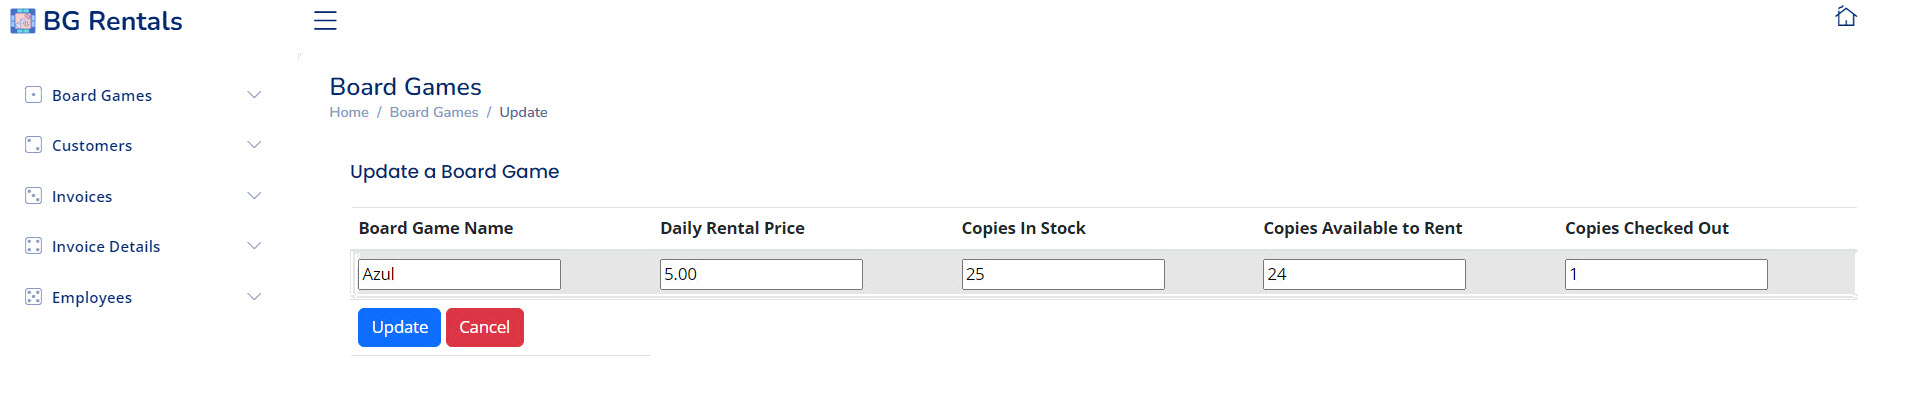 BG Rentals
Board Games
Customers
Invoices
Invoice Details
Employees
Board Games
Home / Board Games / Update
Update a Board Game
Board Game Name Daily Rental Price Copies In Stock Copies Available to Rent Copies Checked Out
Azul 5.00 25 24 1
Update Cancel